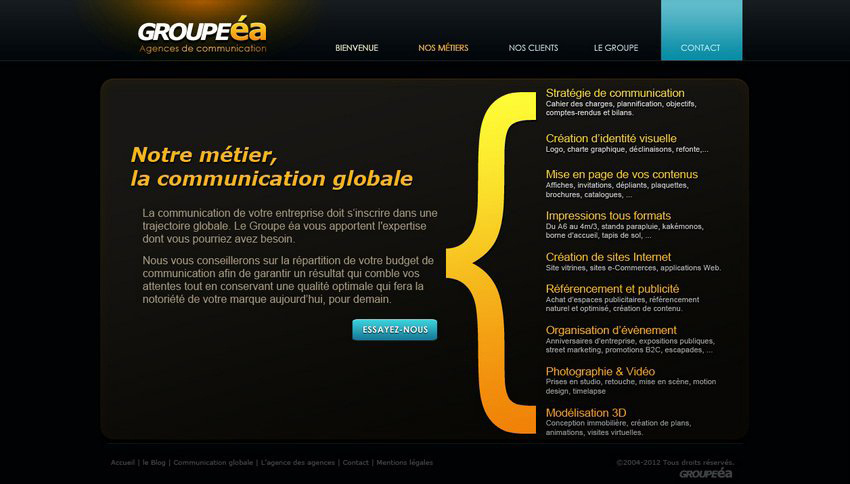 GROUPEéa
Agences de communication
BIENVENUE
NOS MÉTIERS
NOS CLIENTS
LE GROUPE
CONTACT
Notre métier,
la communication globale
La communication de votre entreprise doit s'inscrire dans une
trajectoire globale. Le Groupe éa vous apportent l'expertise
dont vous pourriez avez besoin.
Nous vous conseillerons sur la répartition de votre budget de
communication afin de garantir un résultat qui comble vos
attentes tout en conservant une qualité optimale qui fera la
notoriété de votre marque aujourd'hui, pour demain.
ESSAYEZ-NOUS
Stratégie de communication
Cahier des charges, plannification, objectifs,
comptes-rendus et bilans.
Création d'identité visuelle
Logo, charte graphique, déclinaisons, refonte,...
Mise en page de vos contenus
Affiches, invitations, dépliants, plaquettes,
brochures, catalogues, ...
Impressions tous formats
Du A6 au 4m/3, stands parapluie, kakémonos,
borne d'accueil, tapis de sol, ...
Création de sites Internet
Site vitrines, sites e-Commerces, applications Web.
Référencement et publicité
Achat d'espaces publicitaires, référencement
naturel et optimisé, création de contenu.
Organisation d'évènement
Anniversaires d'entreprise, expositions publiques,
street marketing, promotions B2C, escapades, ...
Photographie & Vidéo
Prises en studio, retouche, mise en scène, motion
design, timelapse
Modélisation 3D
Conception immobilière, création de plans,
animations, visites virtuelles.
Accueil | le Blog | Communication globale | L'agence des agences | Contact | Mentions légales
©2004-2012 Tous droits réservés.
GROUPEéa